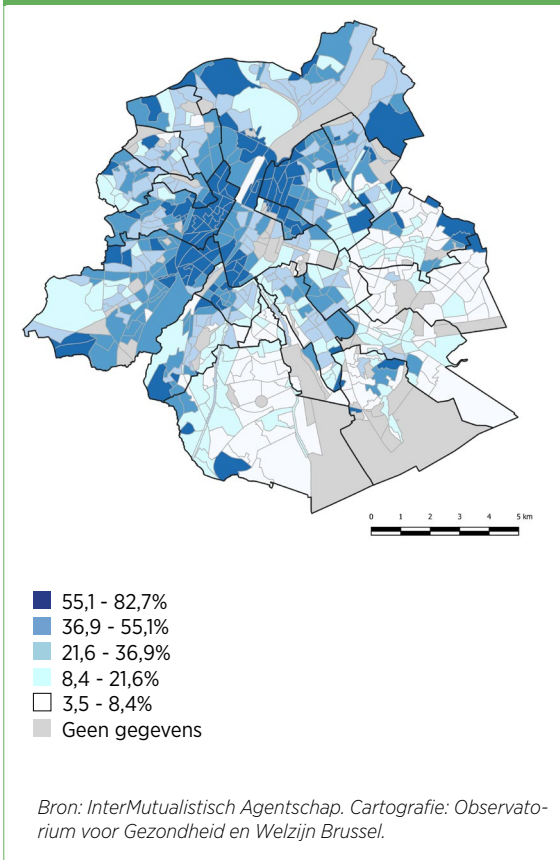 0 1 2 3 4 5 km
55,1 - 82,7%
36,9 - 55,1%
21,6 - 36,9%
8,4 - 21,6%
3,5 - 8,4%
Geen gegevens
Bron: InterMutualistisch Agentschap. Cartografie: Observato-
rium voor Gezondheid en Welzijn Brussel.